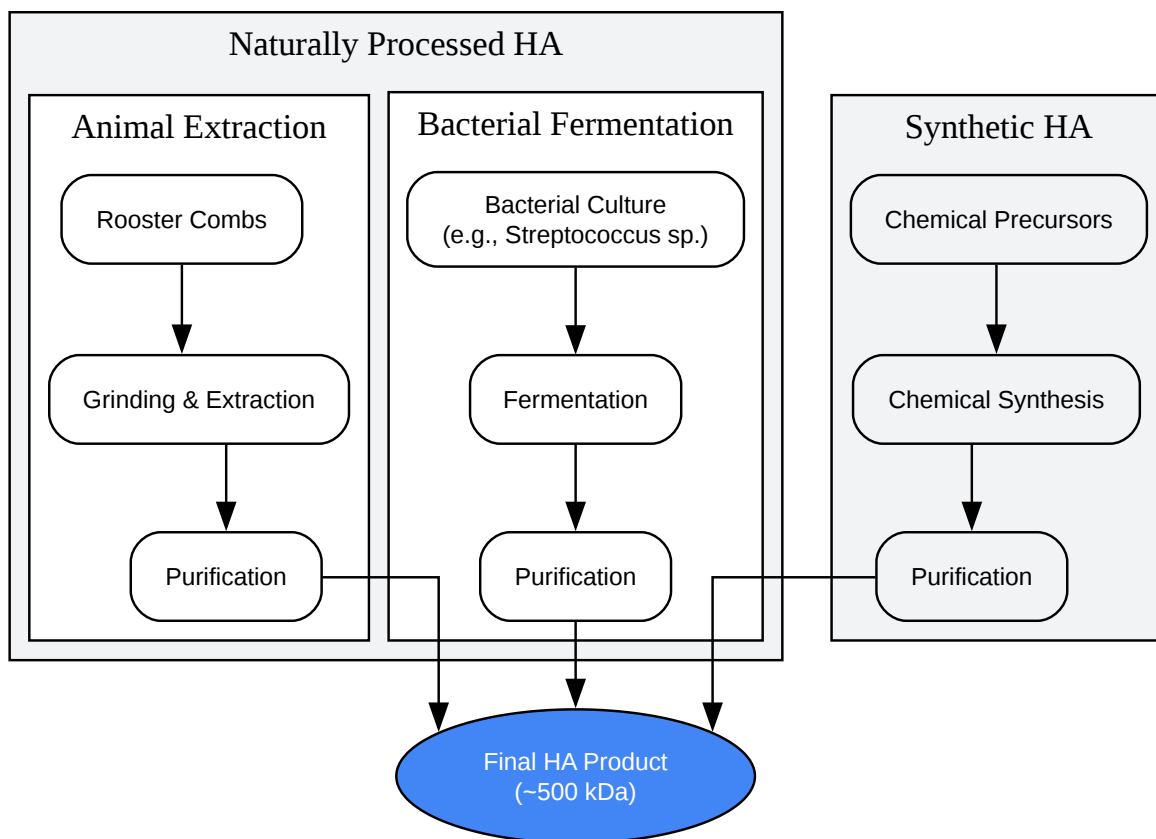 Naturally Processed HA
Animal Extraction
Rooster Combs
Grinding & Extraction
Purification
Bacterial Fermentation
Bacterial Culture
(e.g., Streptococcus sp.)
Fermentation
Purification
Synthetic HA
Chemical Precursors
Chemical Synthesis
Purification
Final HA Product
(~500 kDa)